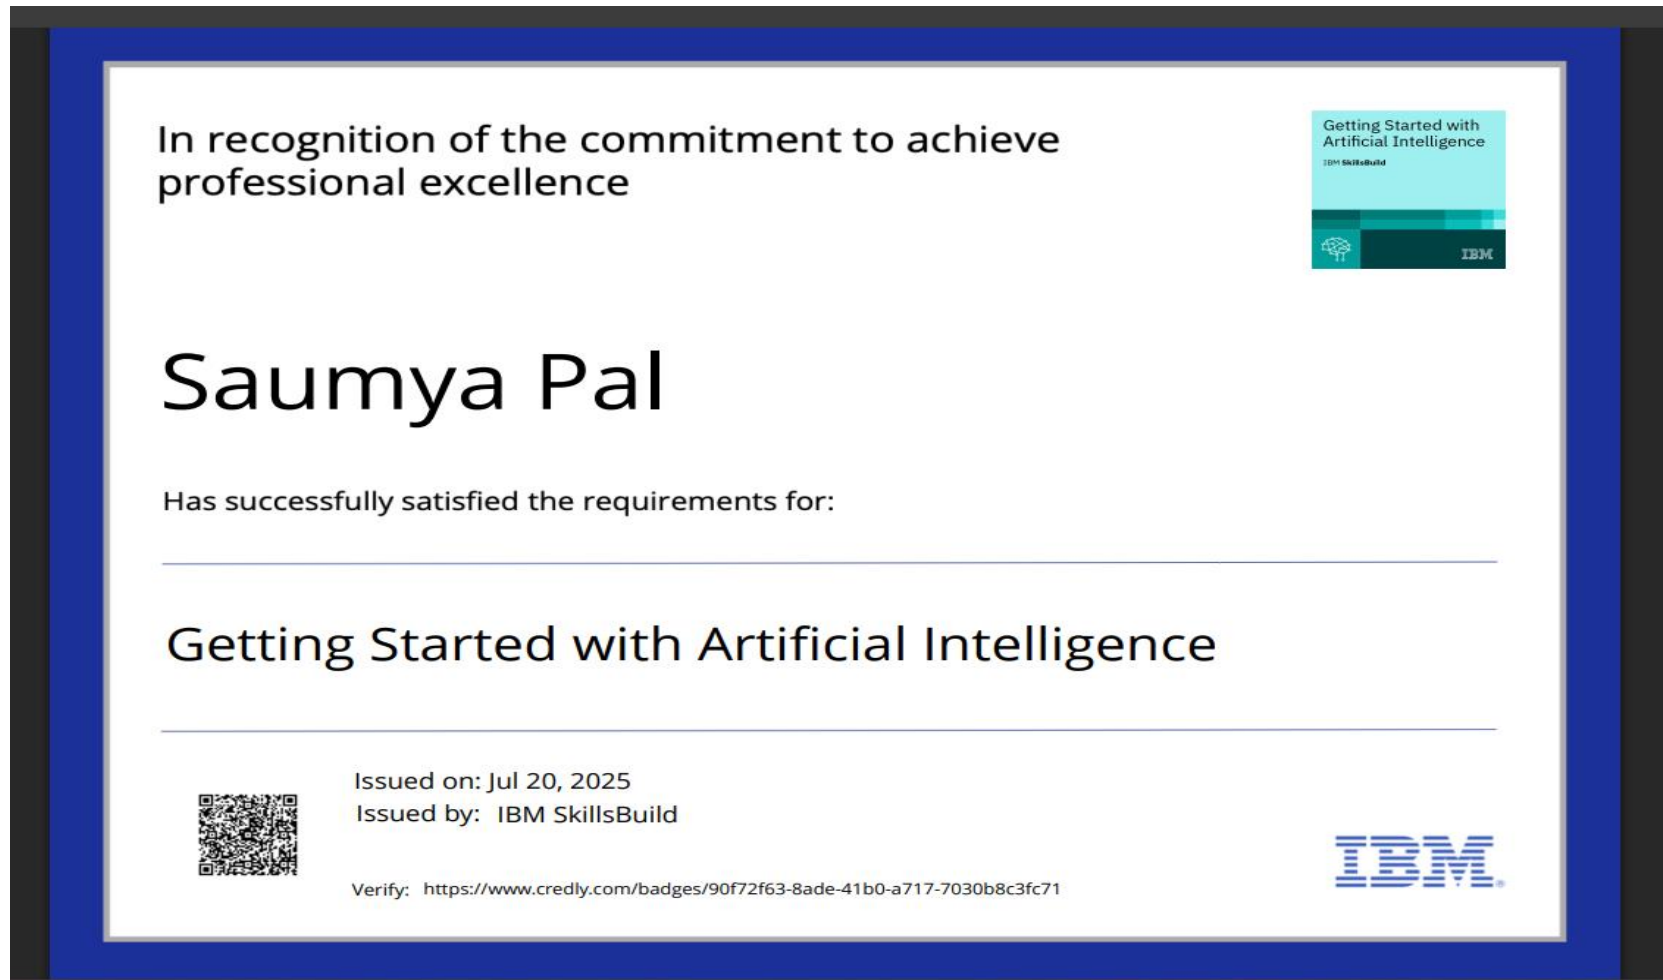 In recognition of the commitment to achieve
professional excellence
Getting Started with
Artificial Intelligence
IBM SkillsBuild
IBM
Saumya Pal
Has successfully satisfied the requirements for:
Getting Started with Artificial Intelligence
Issued on: Jul 20, 2025
Issued by: IBM SkillsBuild
Verify: https://www.credly.com/badges/90f72f63-8ade-41b0-a717-7030b8c3fc71
IBM®